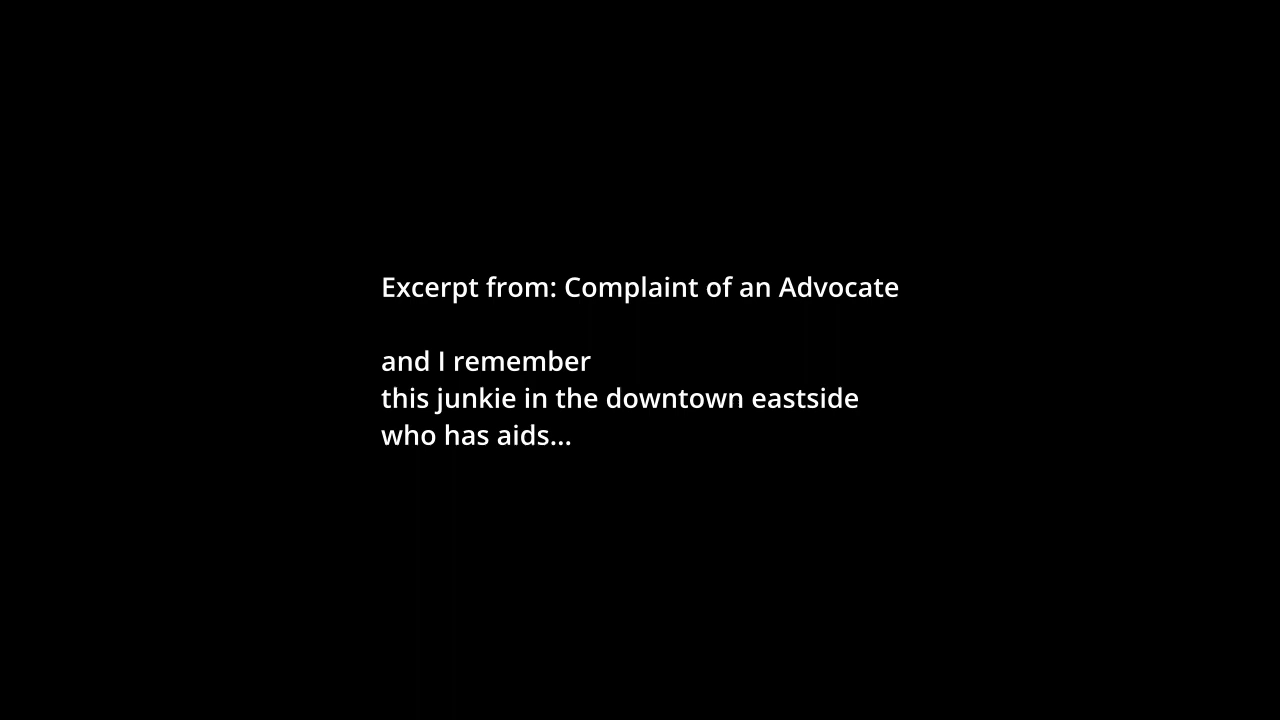 Excerpt from: Complaint of an Advocate
and I remember
this junkie in the downtown eastside
who has aids...